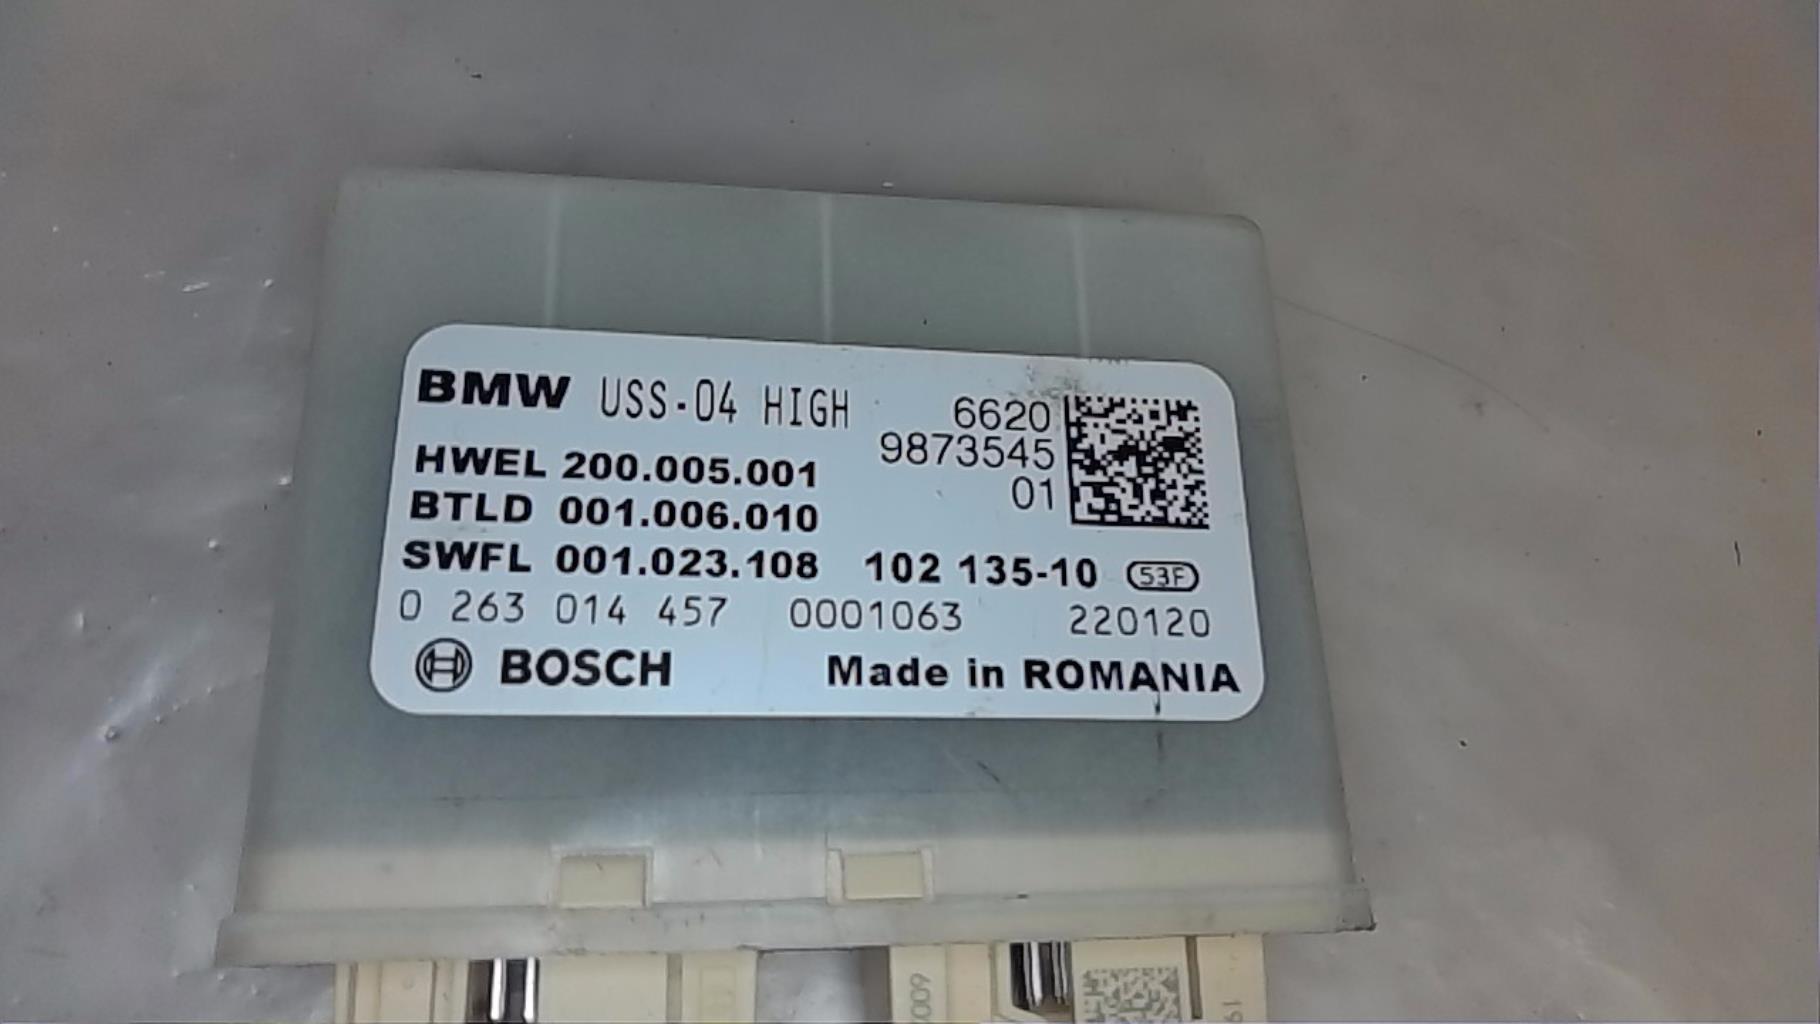 BMW USS-04 HIGH 6620
9873545
01
HWEL 200.005.001
BTLD 001.006.010
SWFL 001.023.108 102 135-10 53F
0 263 014 457 0001063 220120
BOSCH Made in ROMANIA